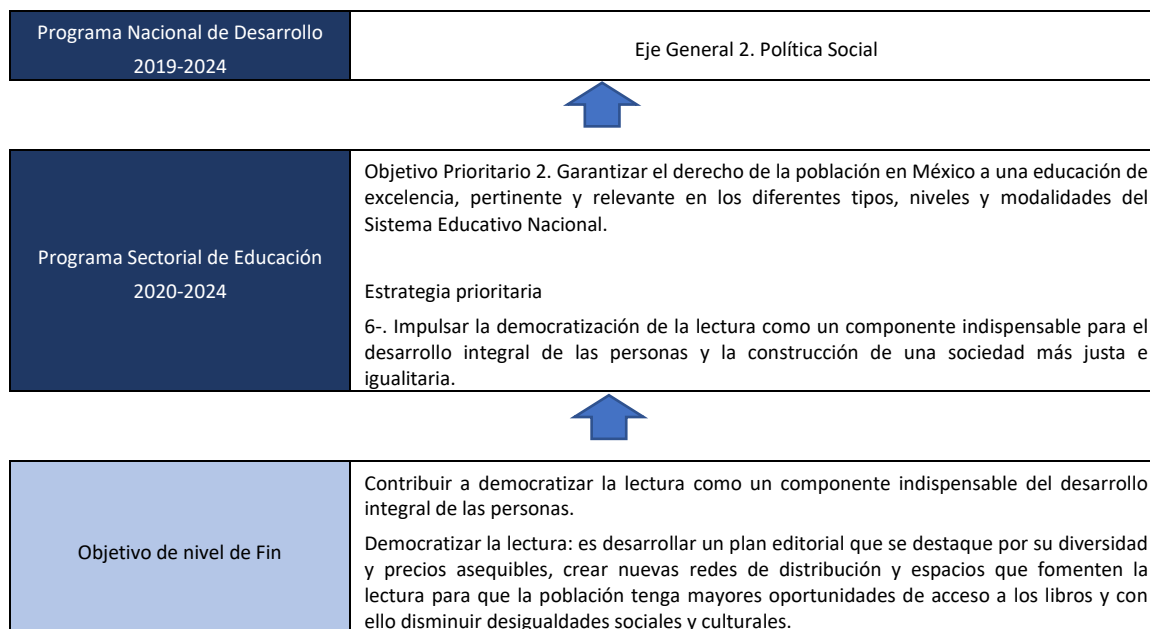 Programa Nacional de Desarrollo
2019-2024
Eje General 2. Política Social
Programa Sectorial de Educación
2020-2024
Objetivo Prioritario 2. Garantizar el derecho de la población en México a una educación de
excelencia, pertinente y relevante en los diferentes tipos, niveles y modalidades del
Sistema Educativo Nacional.
Estrategia prioritaria
6-. Impulsar la democratización de la lectura como un componente indispensable para el
desarrollo integral de las personas y la construcción de una sociedad más justa e
igualitaria.
Objetivo de nivel de Fin
Contribuir a democratizar la lectura como un componente indispensable del desarrollo
integral de las personas.
Democratizar la lectura: es desarrollar un plan editorial que se destaque por su diversidad
y precios asequibles, crear nuevas redes de distribución y espacios que fomenten la
lectura para que la población tenga mayores oportunidades de acceso a los libros y con
ello disminuir desigualdades sociales y culturales.